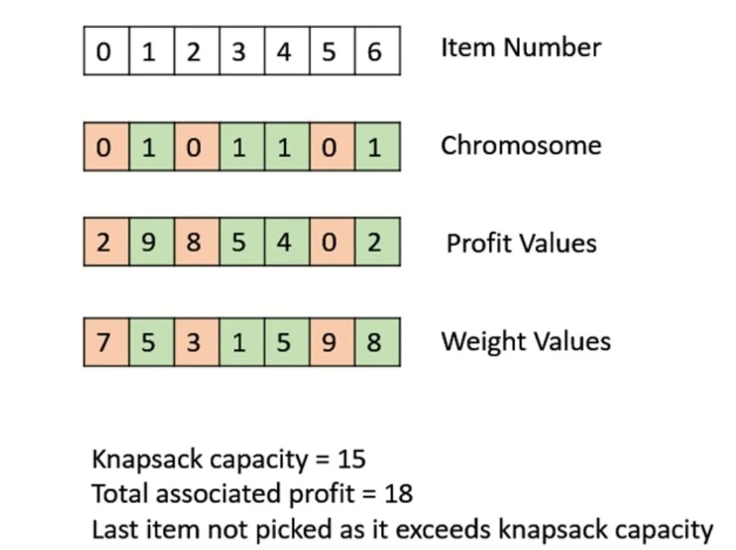 0 1 2 3 4 5 6 Item Number
0 1 0 1 1 0 1 Chromosome
2 9 8 5 4 0 2 Profit Values
7 5 3 1 5 9 8 Weight Values
Knapsack capacity = 15
Total associated profit = 18
Last item not picked as it exceeds knapsack capacity